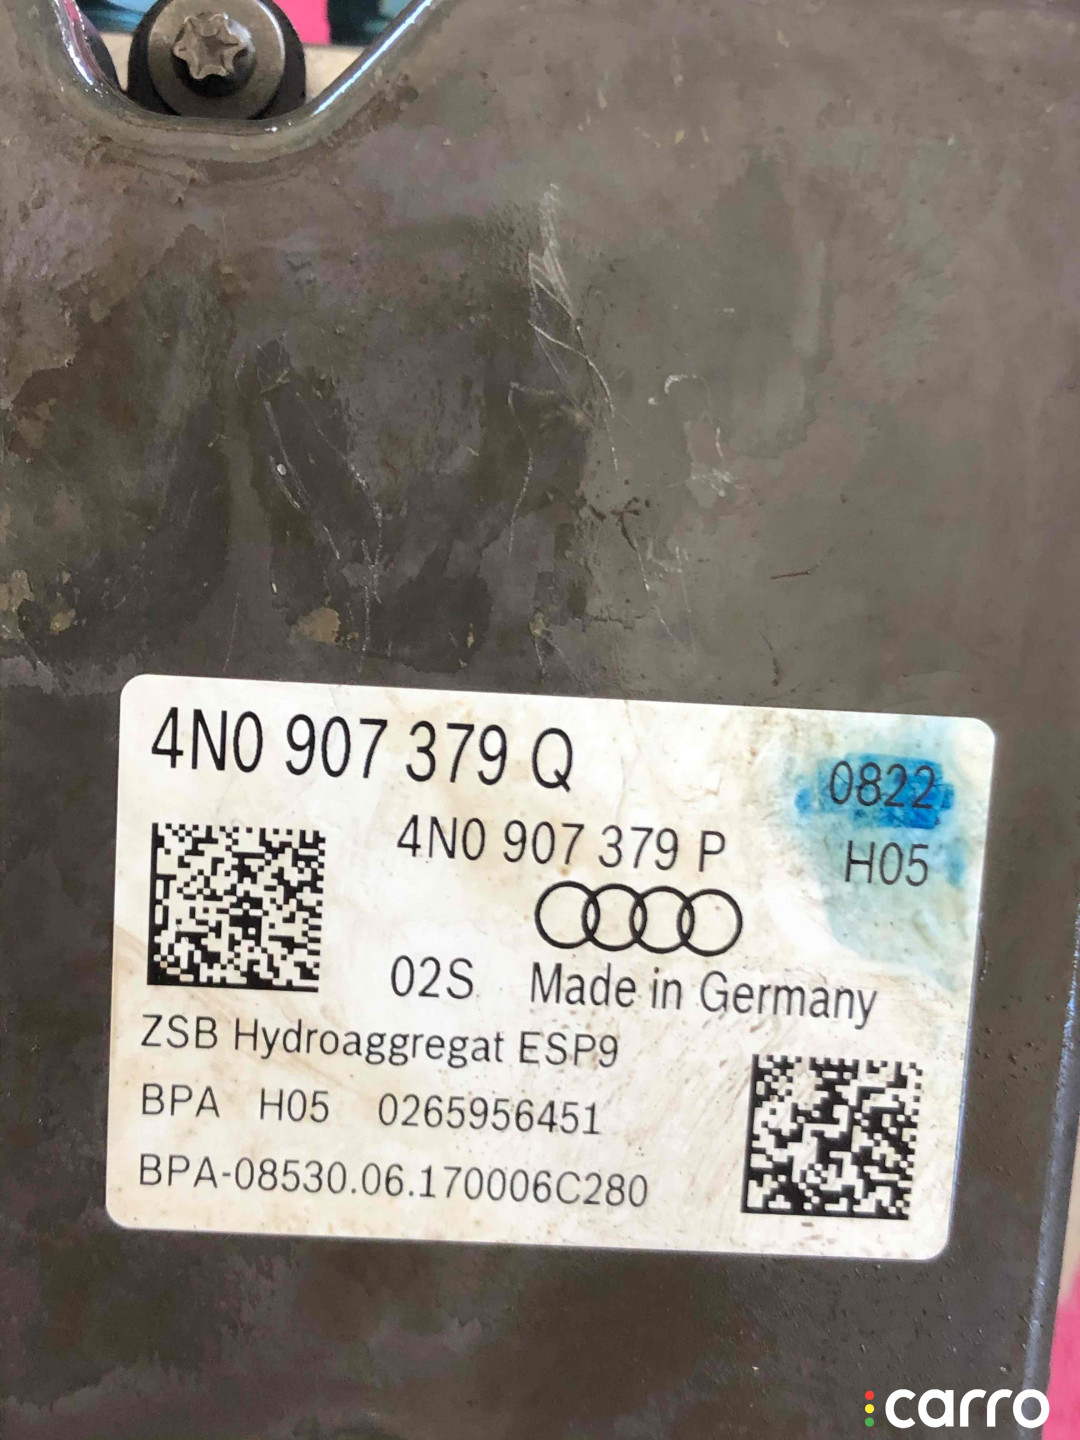 4N0 907 379 Q
0822
4N0 907 379 P
H05
02S Made in Germany
ZSB Hydroaggregat ESP9
BPA H05 0265956451
BPA-08530.06.170006C280
carro